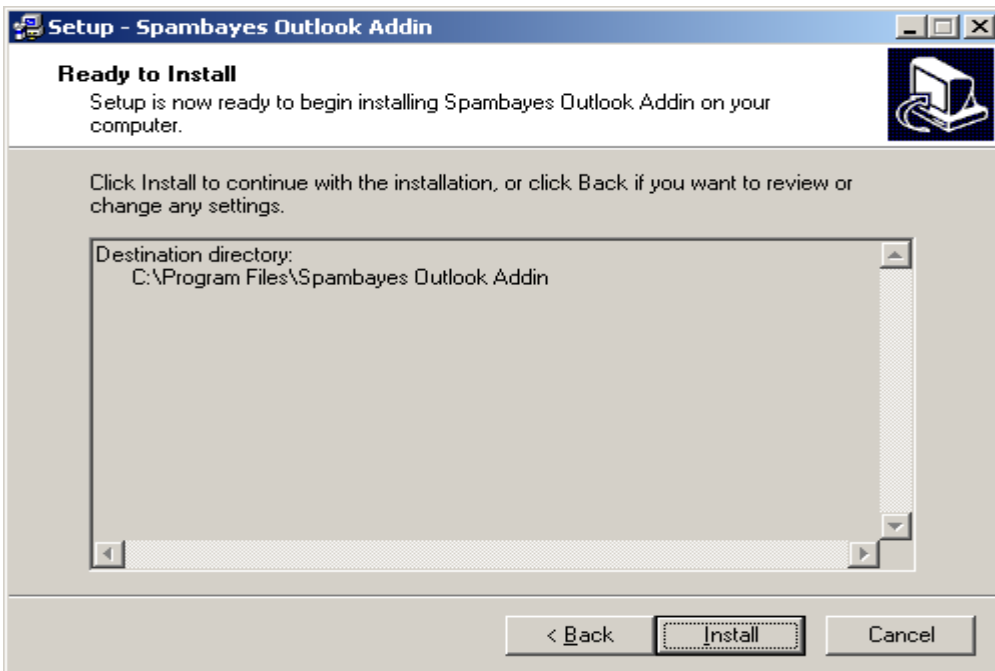 Setup - Spambayes Outlook Addin
Ready to Install
Setup is now ready to begin installing Spambayes Outlook Addin on your
computer.
Click Install to continue with the installation, or click Back if you want to review or
change any settings.
Destination directory:
C:\Program Files\Spambayes Outlook Addin
< Back
Install
Cancel